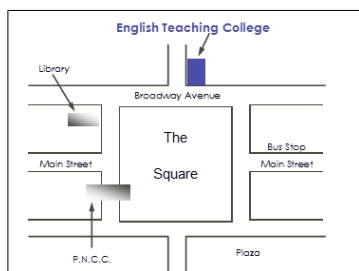 English Teaching College
Library
Broadway Avenue
The
Square
Bus Stop
Main Street
Main Street
P.N.C.C.
Plaza